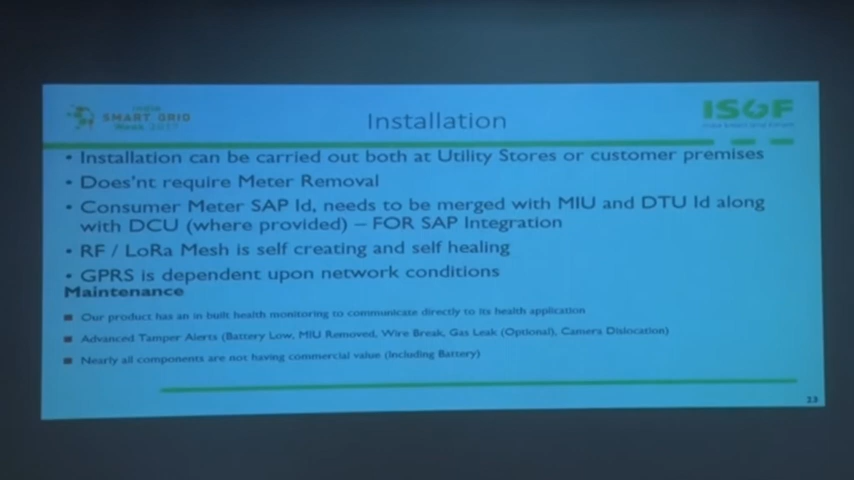 India
SMART GRID
Week 2017
Installation
ISGF
India Smart Grid Forum
• Installation can be carried out both at Utility Stores or customer premises
• Does'nt require Meter Removal
• Consumer Meter SAP Id, needs to be merged with MIU and DTU Id along
with DCU (where provided) – FOR SAP Integration
• RF / LoRa Mesh is self creating and self healing
• GPRS is dependent upon network conditions
Maintenance
■ Our product has an in built health monitoring to communicate directly to its health application
■ Advanced Tamper Alerts (Battery Low, MIU Removed, Wire Break, Gas Leak (Optional), Camera Dislocation)
■ Nearly all components are not having commercial value (Including Battery)
23